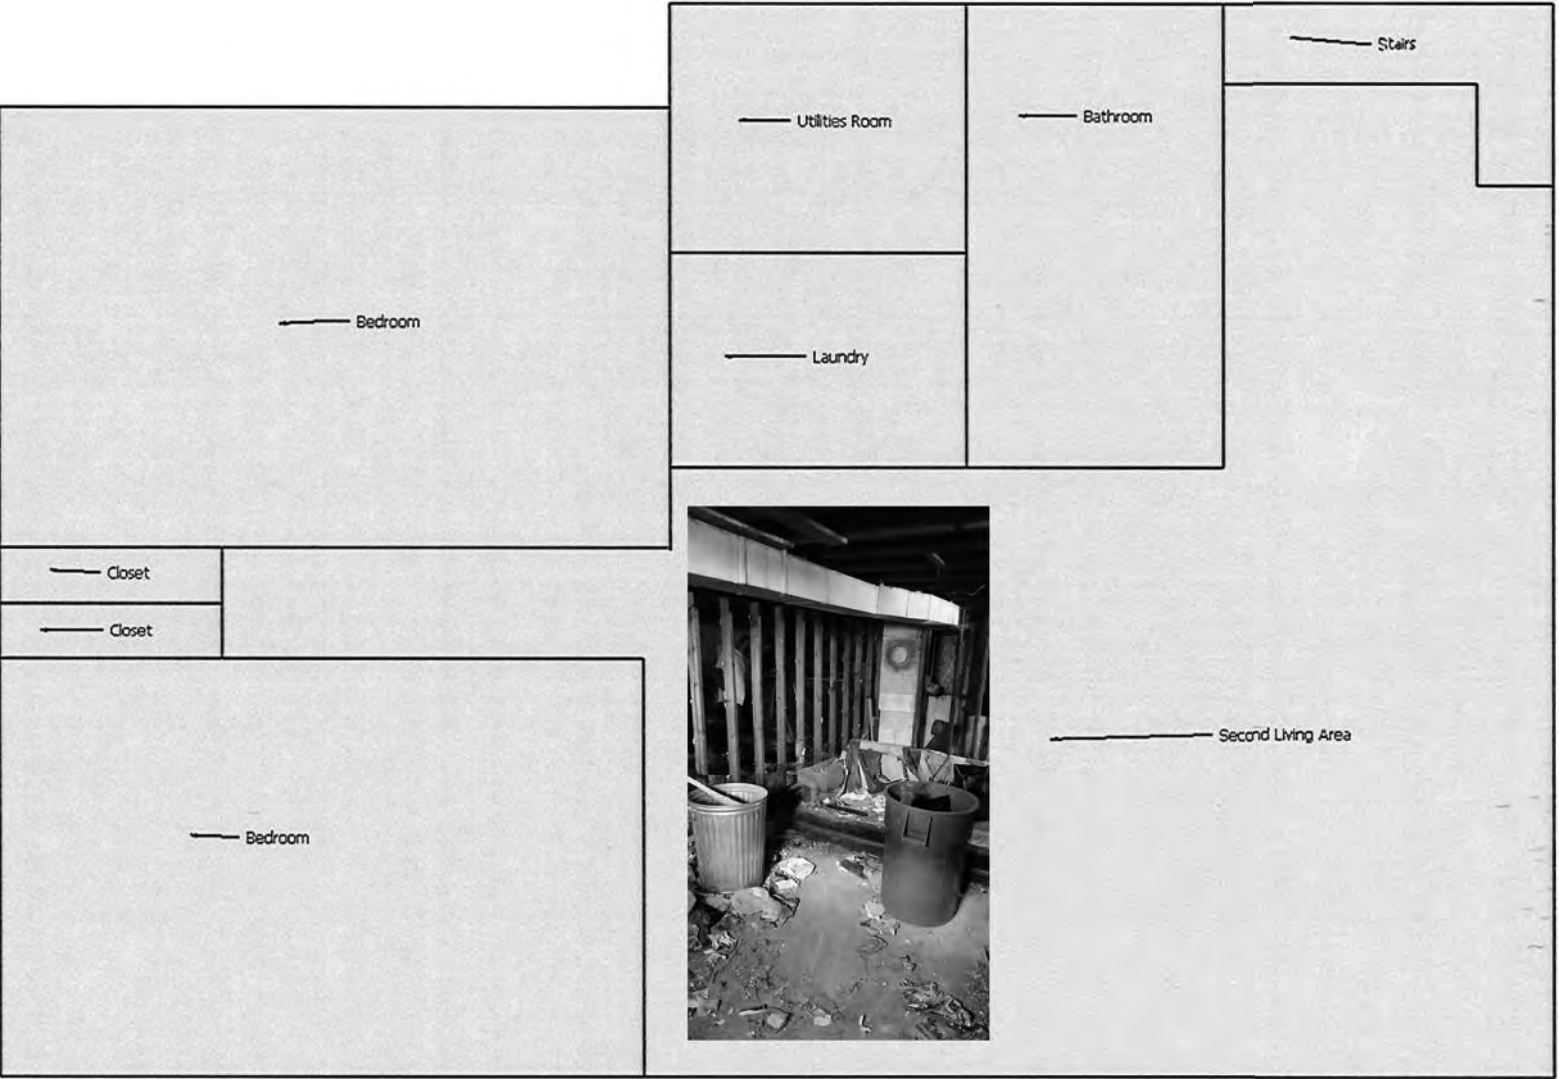 Stairs
Utilities Room
Bathroom
Bedroom
Laundry
Closet
Closet
Second Living Area
Bedroom